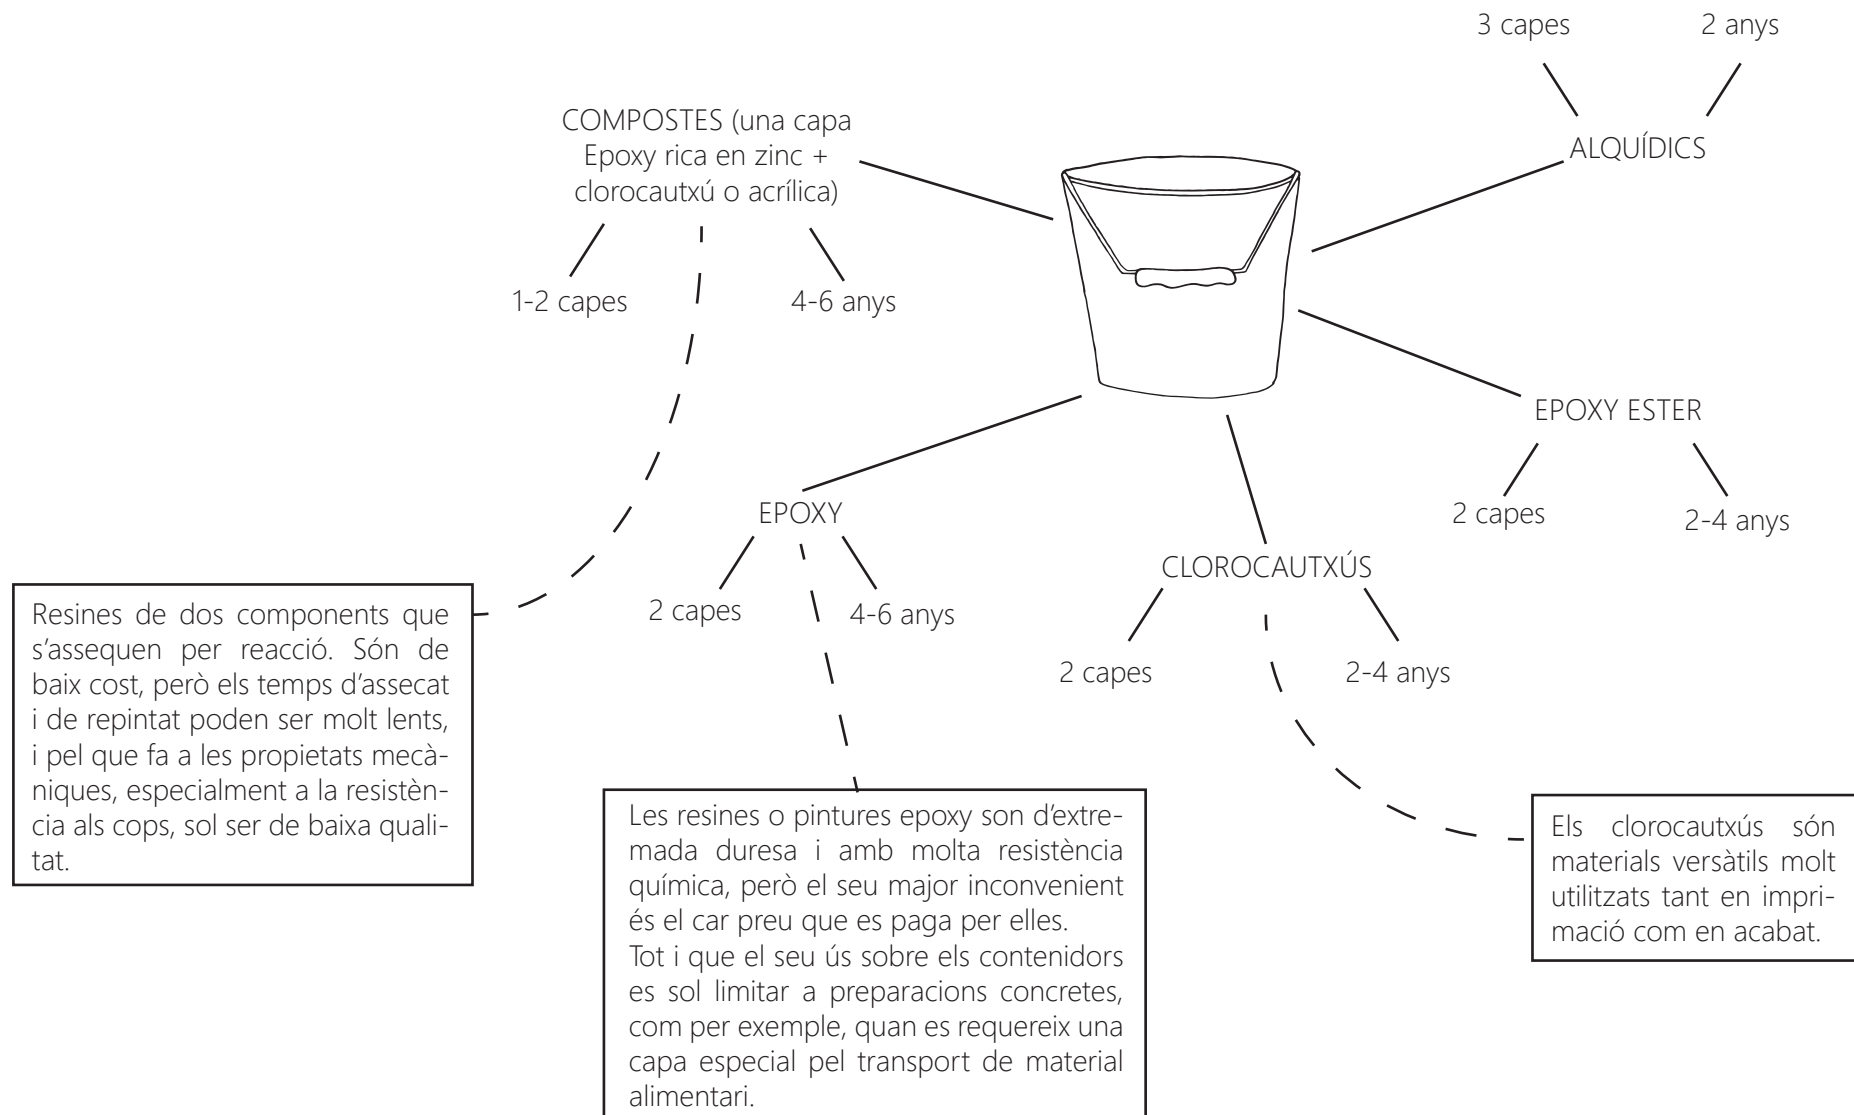 3 capes
2 anys
ALQUÍDICS
COMPOSTES (una capa
Epoxy rica en zinc +
clorocautxú o acrílica)
1-2 capes
4-6 anys
EPOXY ESTER
2 capes
2-4 anys
EPOXY
2 capes
4-6 anys
CLOROCAUTXÚS
2 capes
2-4 anys
Resines de dos components que
s’assequen per reacció. Són de
baix cost, però els temps d’assecat
i de repintat poden ser molt lents,
i pel que fa a les propietats mecà-
niques, especialment a la resistèn-
cia als cops, sol ser de baixa quali-
tat.
Les resines o pintures epoxy son d’extre-
mada duresa i amb molta resistència
química, però el seu major inconvenient
és el car preu que es paga per elles.
Tot i que el seu ús sobre els contenidors
es sol limitar a preparacions concretes,
com per exemple, quan es requereix una
capa especial pel transport de material
alimentari.
Els clorocautxús són
materials versàtils molt
utilitzats tant en impri-
mació com en acabat.